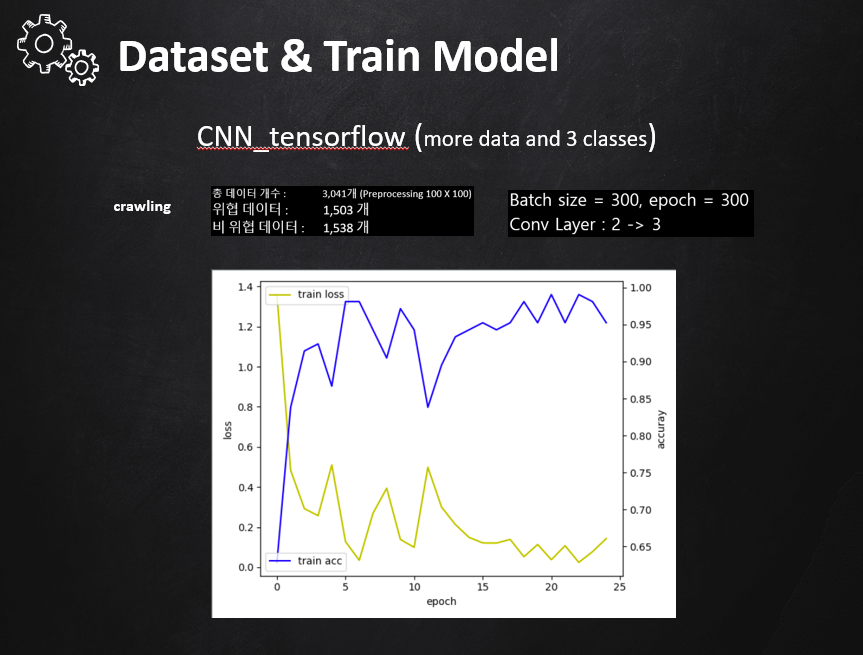 Dataset & Train Model
CNN_tensorflow (more data and 3 classes)
crawling
총 데이터 개수 : 3,041개 (Preprocessing 100 X 100)
위협 데이터 : 1,503 개
비 위협 데이터 : 1,538 개
Batch size = 300, epoch = 300
Conv Layer : 2 -> 3
train loss
train acc
1.4
1.2
1.0
0.8
0.6
0.4
0.2
0.0
loss
1.00
0.95
0.90
0.85
0.80
0.75
0.70
0.65
accuray
0 5 10 15 20 25
epoch